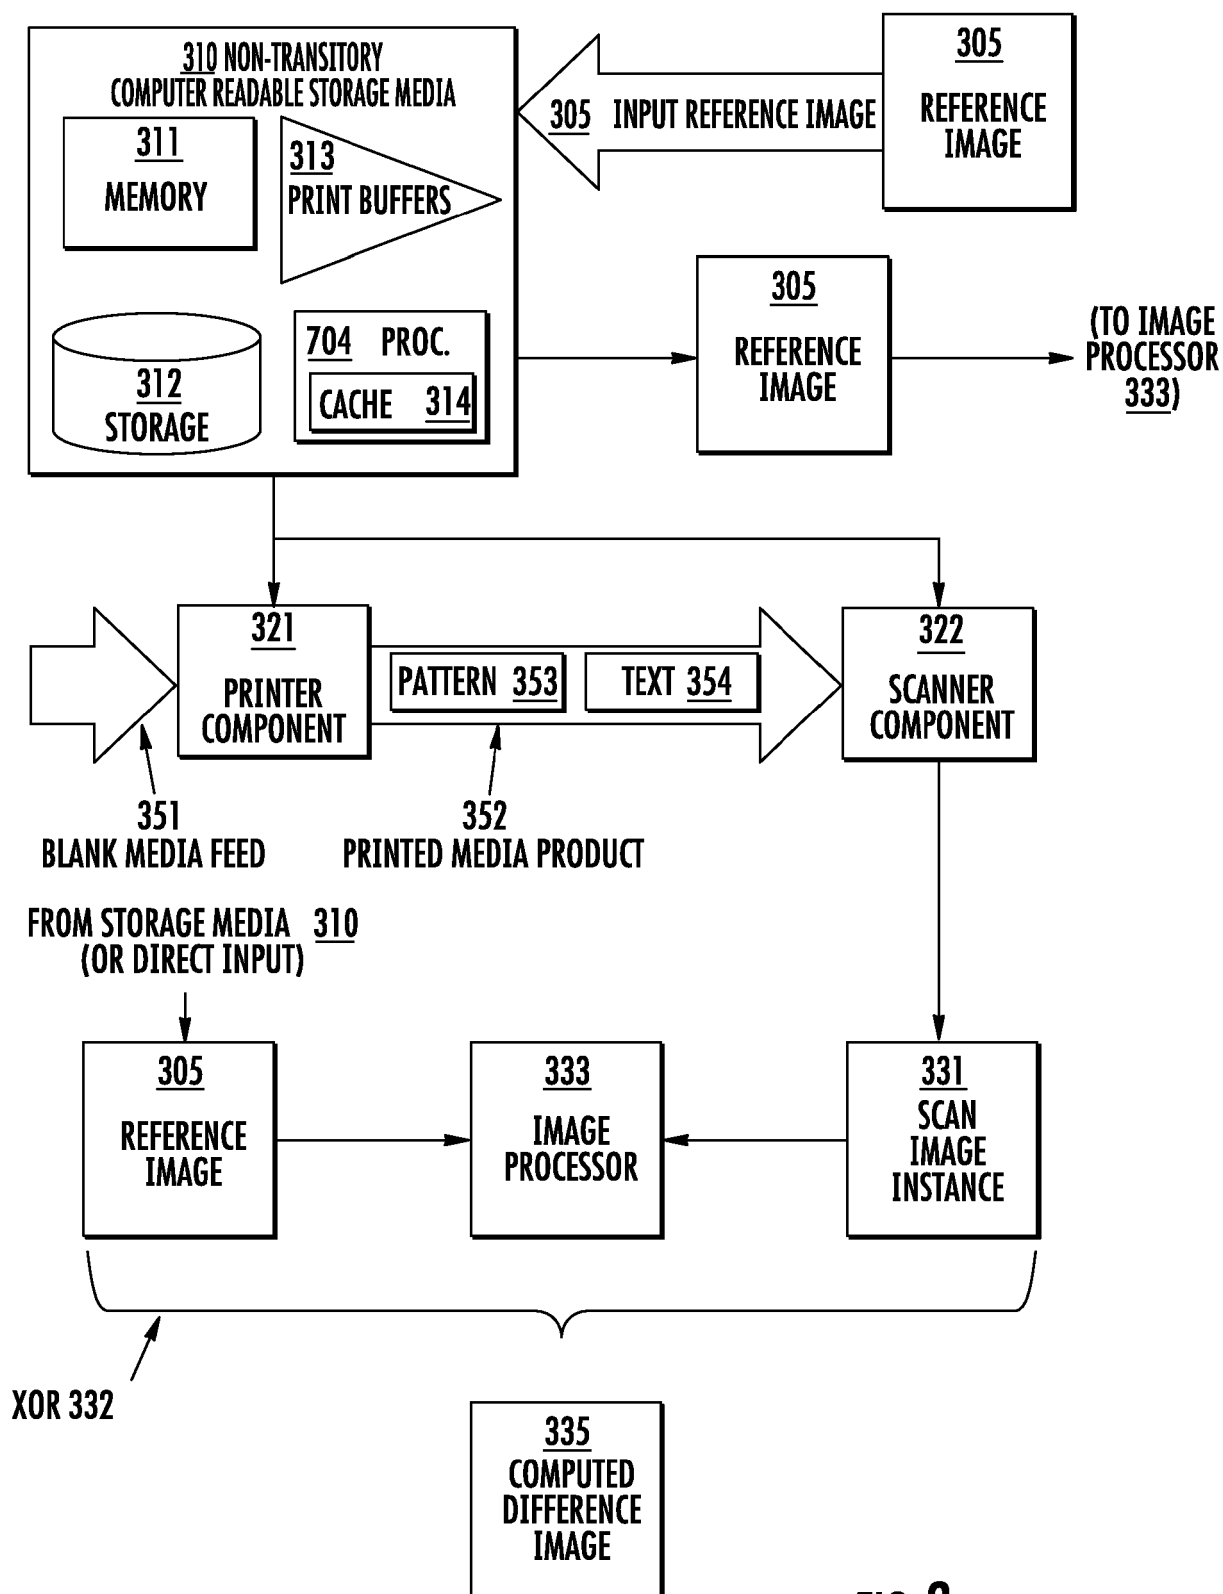 310 NON-TRANSITORY
COMPUTER READABLE STORAGE MEDIA
311
MEMORY
313
PRINT BUFFERS
312
STORAGE
704 PROC.
CACHE 314
305 INPUT REFERENCE IMAGE
305
REFERENCE
IMAGE
305
REFERENCE
IMAGE
(TO IMAGE
PROCESSOR
333)
321
PRINTER
COMPONENT
PATTERN 353
TEXT 354
322
SCANNER
COMPONENT
351
BLANK MEDIA FEED
352
PRINTED MEDIA PRODUCT
FROM STORAGE MEDIA 310
(OR DIRECT INPUT)
305
REFERENCE
IMAGE
333
IMAGE
PROCESSOR
331
SCAN
IMAGE
INSTANCE
XOR 332
335
COMPUTED
DIFFERENCE
IMAGE